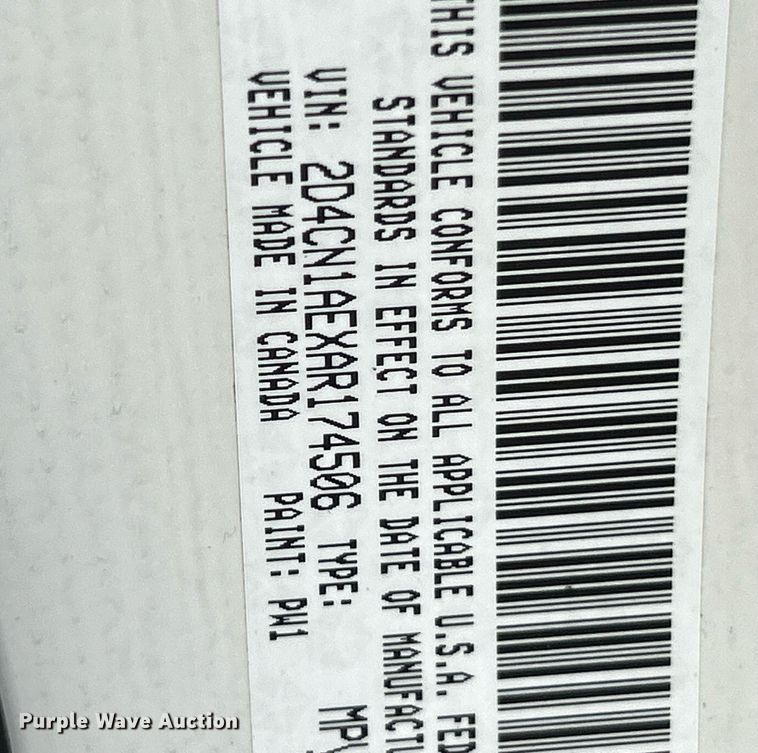 THIS VEHICLE CONFORMS TO ALL APPLICABLE U.S.A. FED
STANDARDS IN EFFECT ON THE DATE OF MANUFACTU
VIN: 2D4CN1AEXAR174506 TYPE: MPV
VEHICLE MADE IN CANADA PAINT: PW1
Purple Wave Auction